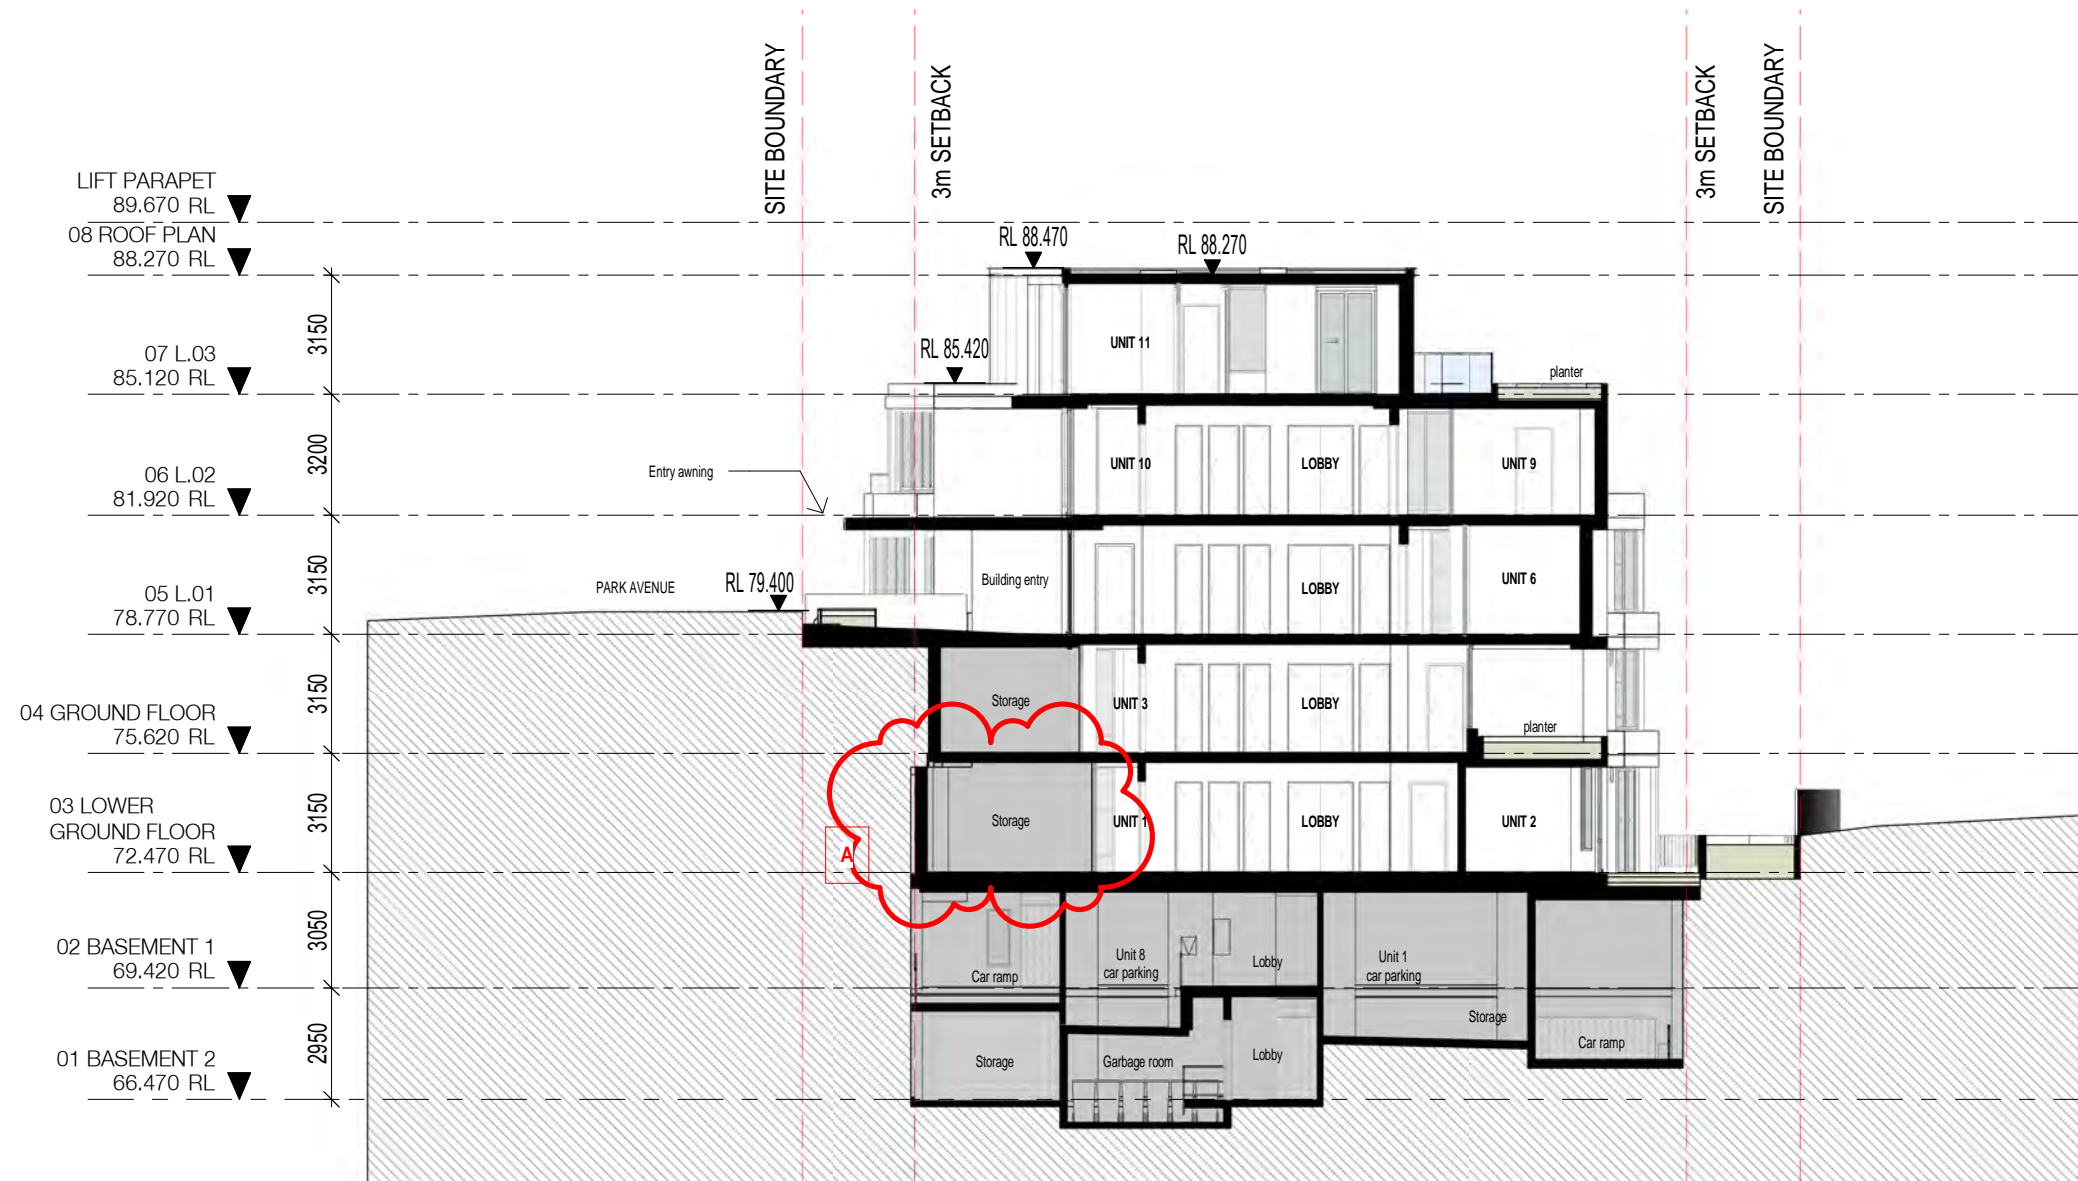 SITE BOUNDARY
3m SETBACK
3m SETBACK
SITE BOUNDARY
LIFT PARAPET
89.670 RL
08 ROOF PLAN
88.270 RL
RL 88.470
RL 88.270
3150
UNIT 11
07 L.03
85.120 RL
RL 85.420
planter
3200
Entry awning
UNIT 10
LOBBY
UNIT 9
06 L.02
81.920 RL
3150
PARK AVENUE
RL 79.400
Building entry
LOBBY
UNIT 6
05 L.01
78.770 RL
3150
Storage
UNIT 3
LOBBY
planter
04 GROUND FLOOR
75.620 RL
3150
Storage
UNIT 1
LOBBY
UNIT 2
03 LOWER
GROUND FLOOR
72.470 RL
A
3050
Car ramp
Unit 8
car parking
Lobby
Unit 1
car parking
02 BASEMENT 1
69.420 RL
2950
Storage
Garbage room
Lobby
Storage
Car ramp
01 BASEMENT 2
66.470 RL